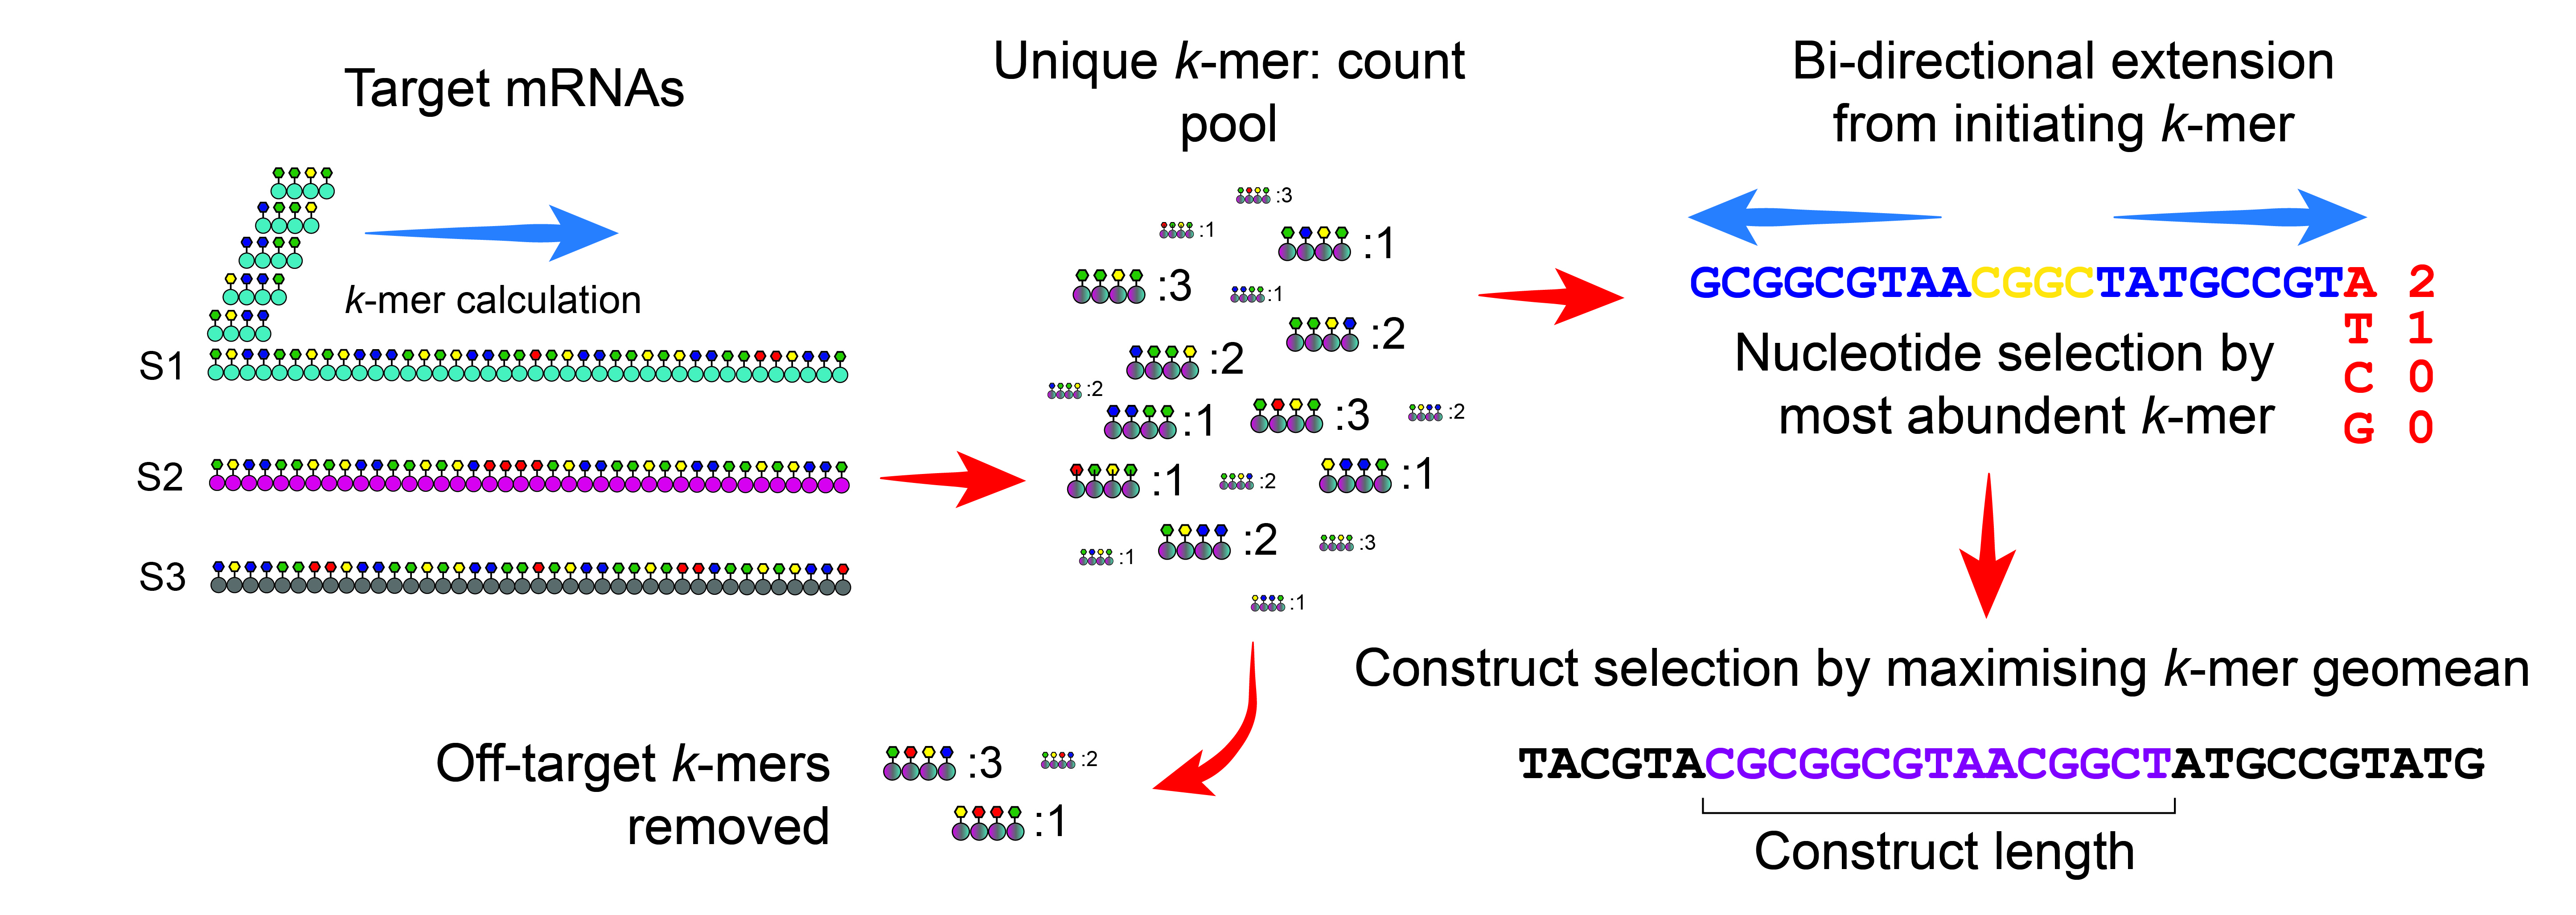 Target mRNAs
k-mer calculation
S1
S2
S3
Unique k-mer: count
pool
:3
:1
:1
:3
:1
:2
:2
:2
:1
:3
:2
:1
:2
:1
:2
:3
:1
:1
Off-target k-mers
removed
:3
:2
:1
Bi-directional extension
from initiating k-mer
GCGGCGTAACGGCTATGCCGTA 2
T 1
C 0
G 0
Nucleotide selection by
most abundent k-mer
Construct selection by maximising k-mer geomean
TACGTACGCGGCGTAACGGCTATGCCGTATG
Construct length